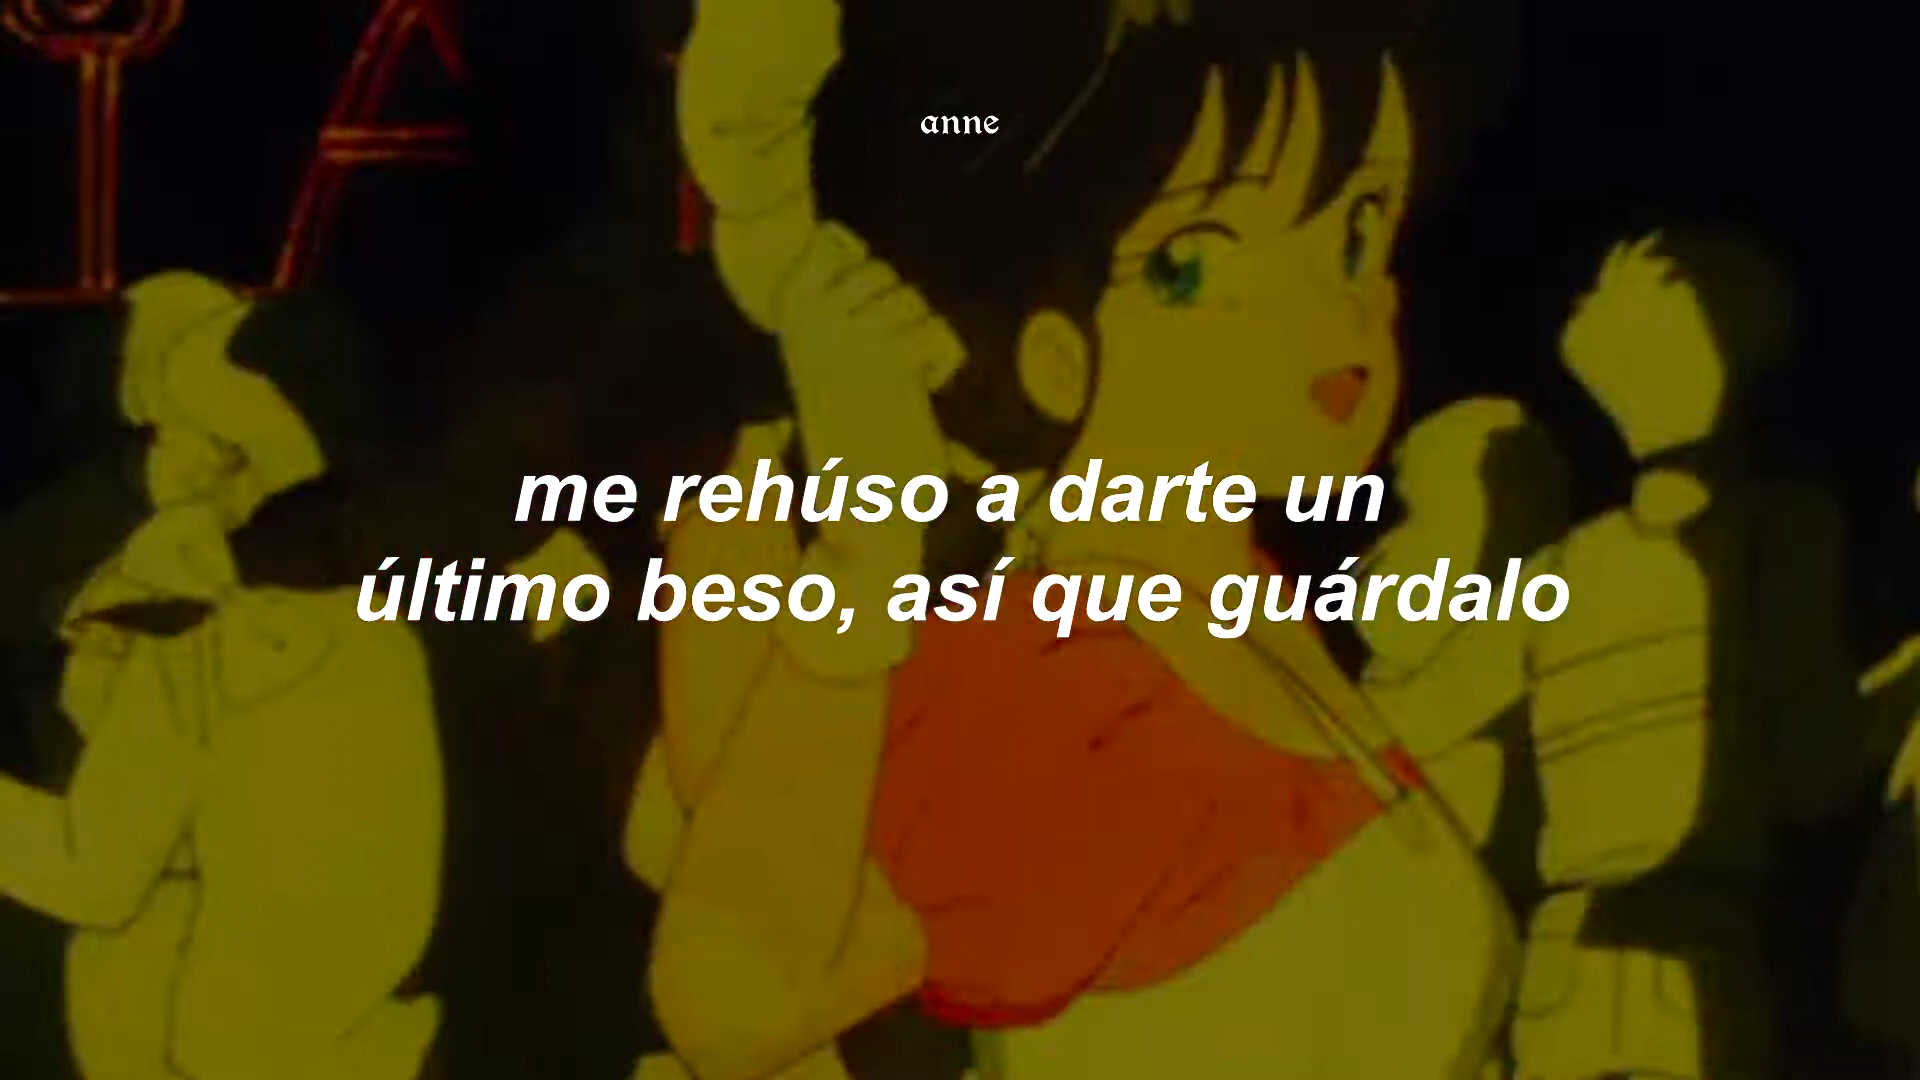 anne
me rehúso a darte un
último beso, así que guárdalo